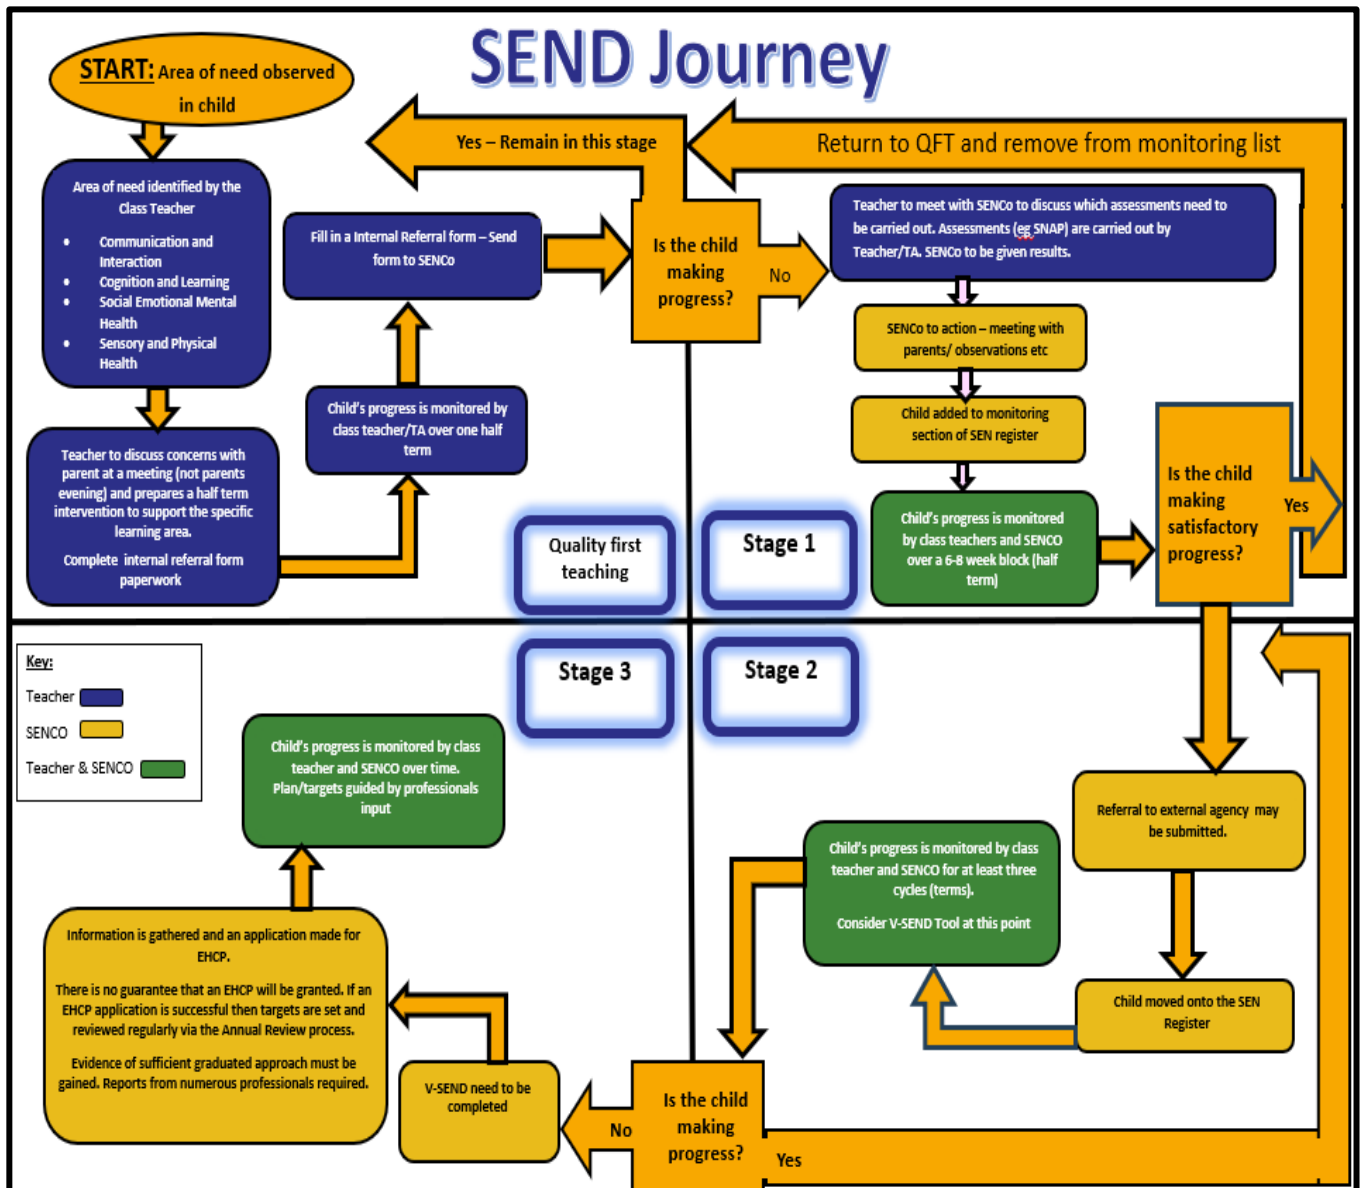 SEND Journey
START: Area of need observed
in child
Area of need identified by the
Class Teacher
• Communication and
Interaction
• Cognition and Learning
• Social Emotional Mental
Health
• Sensory and Physical
Health
Teacher to discuss concerns with
parent at a meeting (not parents
evening) and prepares a half term
intervention to support the specific
learning area.
Complete internal referral form
paperwork
Child's progress is monitored by
class teacher/TA over one half
term
Fill in a Internal Referral form – Send
form to SENCo
Yes – Remain in this stage
Is the child
making
progress?
No
Quality first
teaching
Return to QFT and remove from monitoring list
Teacher to meet with SENCo to discuss which assessments need to
be carried out. Assessments (eg SNAP) are carried out by
Teacher/TA. SENCo to be given results.
SENCo to action – meeting with
parents/ observations etc
Child added to monitoring
section of SEN register
Child's progress is monitored
by class teachers and SENCO
over a 6-8 week block (half
term)
Is the child
making
satisfactory
progress?
Yes
Stage 1
Stage 2
Referral to external agency may
be submitted.
Child moved onto the SEN
Register
Child's progress is monitored by class
teacher and SENCO for at least three
cycles (terms).
Consider V-SEND Tool at this point
Is the child
making
progress?
Yes
No
Stage 3
V-SEND need to be
completed
Information is gathered and an application made for
EHCP.
There is no guarantee that an EHCP will be granted. If an
EHCP application is successful then targets are set and
reviewed regularly via the Annual Review process.
Evidence of sufficient graduated approach must be
gained. Reports from numerous professionals required.
Child's progress is monitored by class
teacher and SENCO over time.
Plan/targets guided by professionals
input
Key:
Teacher
SENCO
Teacher & SENCO